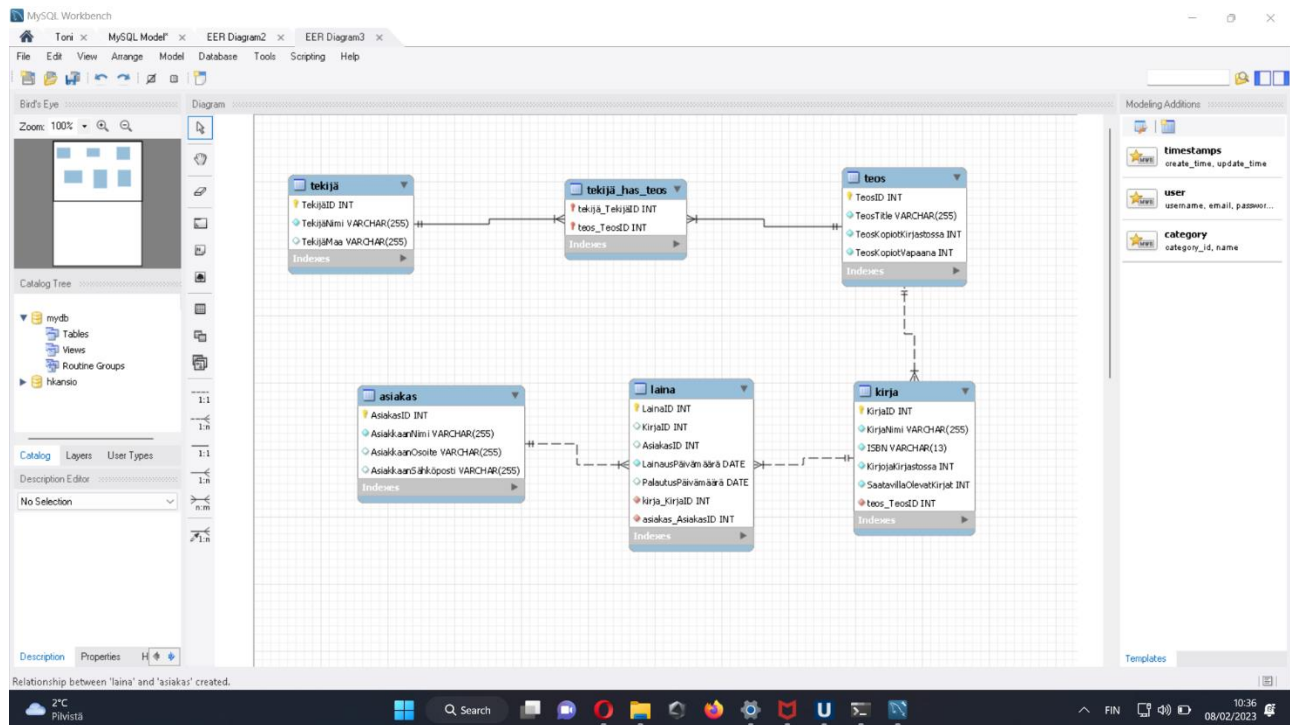 MySQL Workbench
Toni × MySQL Model* × EER Diagram2 × EER Diagram3 ×
File Edit View Arrange Model Database Tools Scripting Help
Bird's Eye
Zoom: 100%
Catalog Tree
mydb
Tables
Views
Routine Groups
hkansio
Catalog Layers User Types
Description Editor
No Selection
Description Properties H
Diagram
1:1
1:n
1:1
1:n
n:m
1:n
tekijä
TekijäID INT
TekijäNimi VARCHAR(255)
TekijäMaa VARCHAR(255)
Indexes
tekijä_has_teos
tekijä_TekijäID INT
teos_TeosID INT
Indexes
teos
TeosID INT
TeosTitle VARCHAR(255)
TeosKopiotKirjastossa INT
TeosKopiotVapaana INT
Indexes
asiakas
AsiakasID INT
AsiakkaanNimi VARCHAR(255)
AsiakkaanOsoite VARCHAR(255)
AsiakkaanSähköposti VARCHAR(255)
Indexes
laina
LainaID INT
KirjaID INT
AsiakasID INT
LainausPäivämäärä DATE
PalautusPäivämäärä DATE
kirja_KirjaID INT
asiakas_AsiakasID INT
Indexes
kirja
KirjaID INT
KirjaNimi VARCHAR(255)
ISBN VARCHAR(13)
KirjojaKirjastossa INT
SaatavillaOlevatKirjat INT
teos_TeosID INT
Indexes
Modeling Additions
timestamps
create_time, update_time
user
username, email, passwor...
category
category_id, name
Templates
Relationship between 'laina' and 'asiakas' created.
2°C
Pilvistä
Search
FIN
10:36
08/02/2023